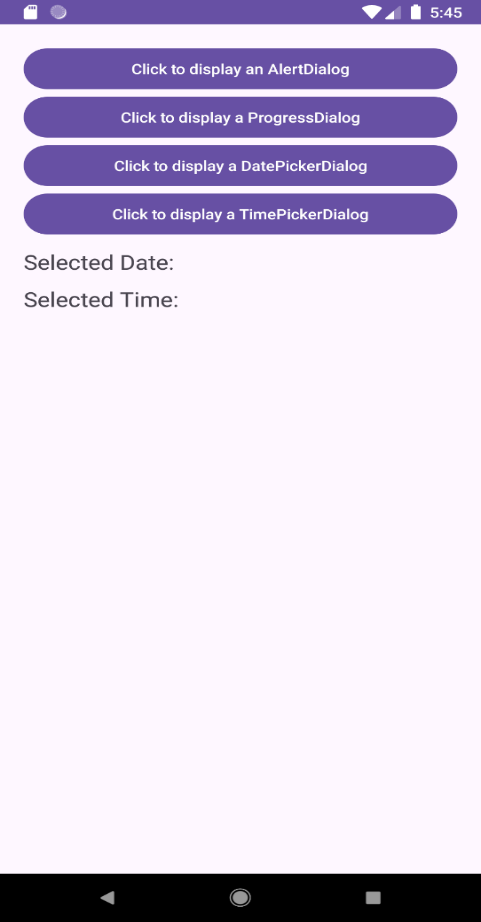 5:45
Click to display an AlertDialog
Click to display a ProgressDialog
Click to display a DatePickerDialog
Click to display a TimePickerDialog
Selected Date:
Selected Time: